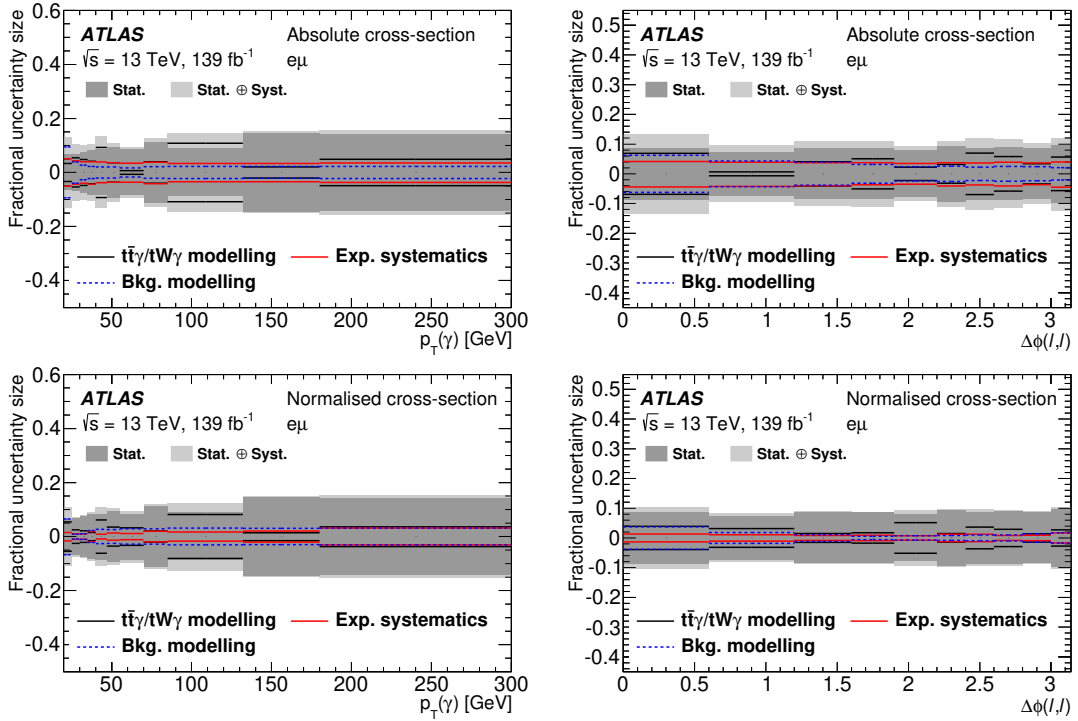 Fractional uncertainty size
0.6
0.4
0.2
0
-0.2
-0.4
ATLAS Absolute cross-section
√s = 13 TeV, 139 fb⁻¹ eμ
Stat. Stat. ⊕ Syst.
tt̄γ/tWγ modelling Exp. systematics
Bkg. modelling
50 100 150 200 250 300
p_T(γ) [GeV]
Fractional uncertainty size
0.5
0.4
0.3
0.2
0.1
0
-0.1
-0.2
-0.3
-0.4
ATLAS Absolute cross-section
√s = 13 TeV, 139 fb⁻¹ eμ
Stat. Stat. ⊕ Syst.
tt̄γ/tWγ modelling Exp. systematics
Bkg. modelling
0 0.5 1 1.5 2 2.5 3
Δφ(l,l)
Fractional uncertainty size
0.6
0.4
0.2
0
-0.2
-0.4
ATLAS Normalised cross-section
√s = 13 TeV, 139 fb⁻¹ eμ
Stat. Stat. ⊕ Syst.
tt̄γ/tWγ modelling Exp. systematics
Bkg. modelling
50 100 150 200 250 300
p_T(γ) [GeV]
Fractional uncertainty size
0.5
0.4
0.3
0.2
0.1
0
-0.1
-0.2
-0.3
-0.4
ATLAS Normalised cross-section
√s = 13 TeV, 139 fb⁻¹ eμ
Stat. Stat. ⊕ Syst.
tt̄γ/tWγ modelling Exp. systematics
Bkg. modelling
0 0.5 1 1.5 2 2.5 3
Δφ(l,l)